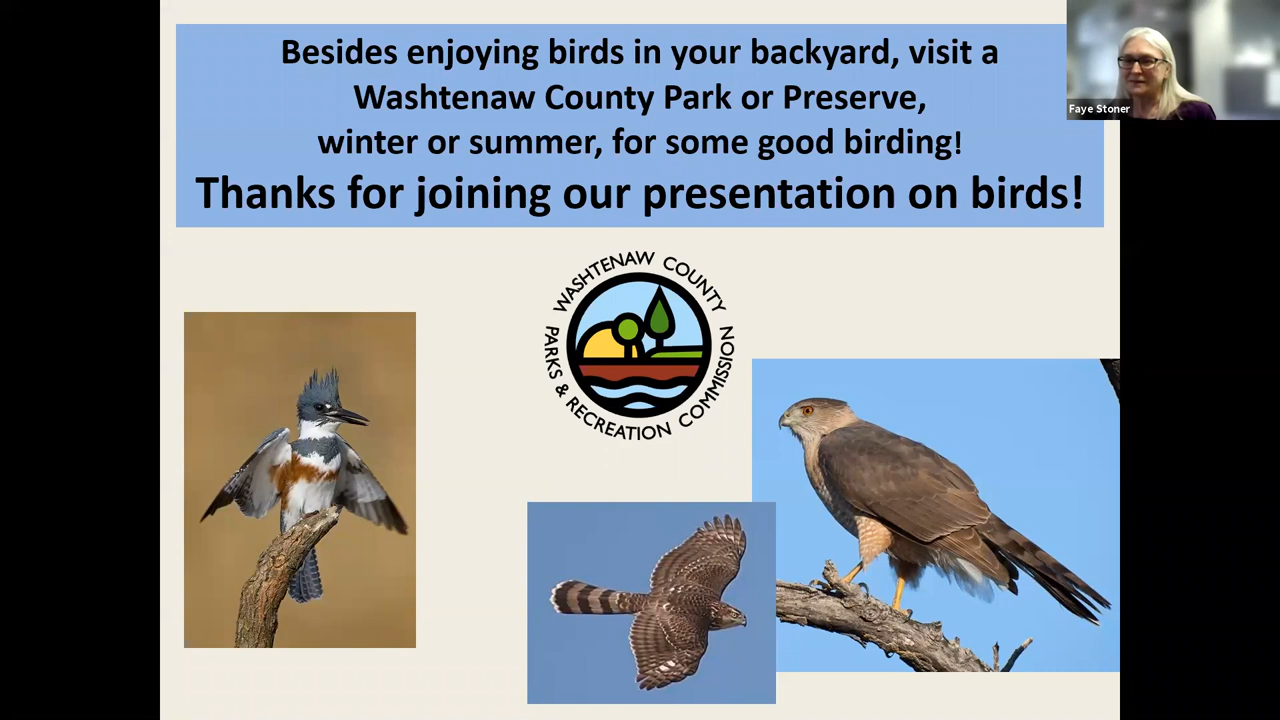 Besides enjoying birds in your backyard, visit a
Washtenaw County Park or Preserve,
winter or summer, for some good birding!
Thanks for joining our presentation on birds!
Faye Stoner
WASHTENAW COUNTY
PARKS & RECREATION COMMISSION